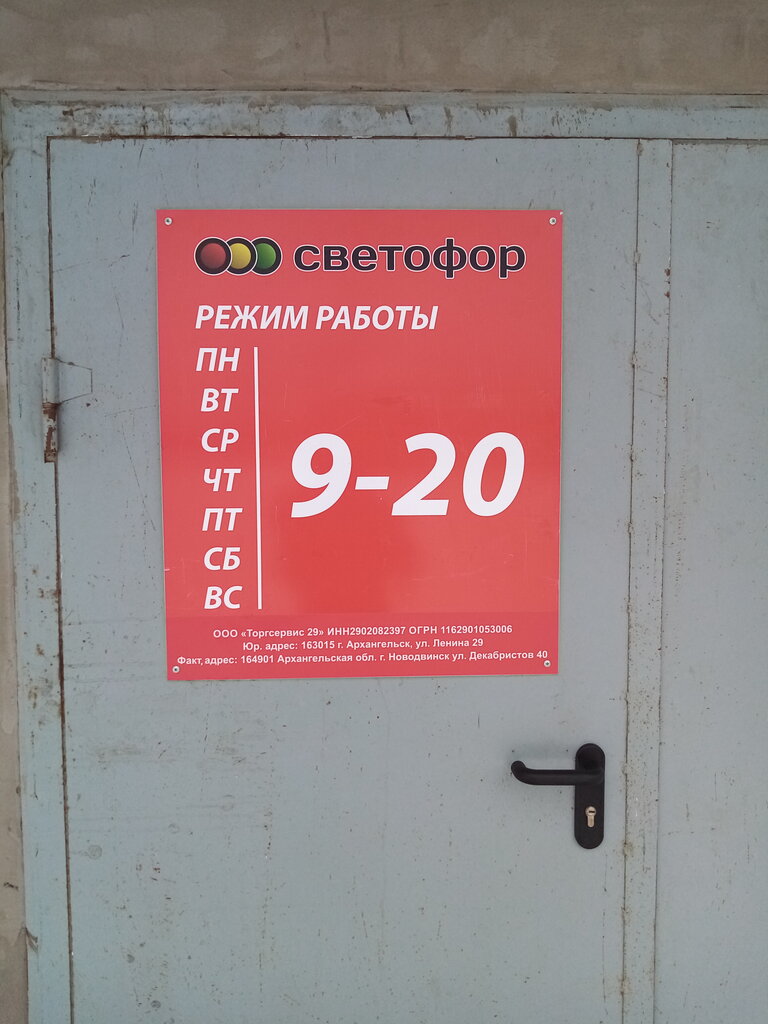 светофор
РЕЖИМ РАБОТЫ
ПН
ВТ
СР
ЧТ
ПТ
СБ
ВС
9-20
ООО «Торгсервис 29» ИНН2902082397 ОГРН 1162901053006
Юр. адрес: 163015 г. Архангельск, ул. Ленина 29
Факт, адрес: 164901 Архангельская обл. г. Новодвинск ул. Декабристов 40